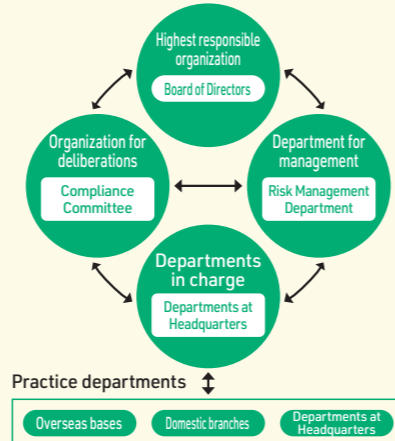 Highest responsible
organization
Board of Directors
Organization for
deliberations
Compliance
Committee
Department for
management
Risk Management
Department
Departments
in charge
Departments at
Headquarters
Practice departments
Overseas bases
Domestic branches
Departments at
Headquarters